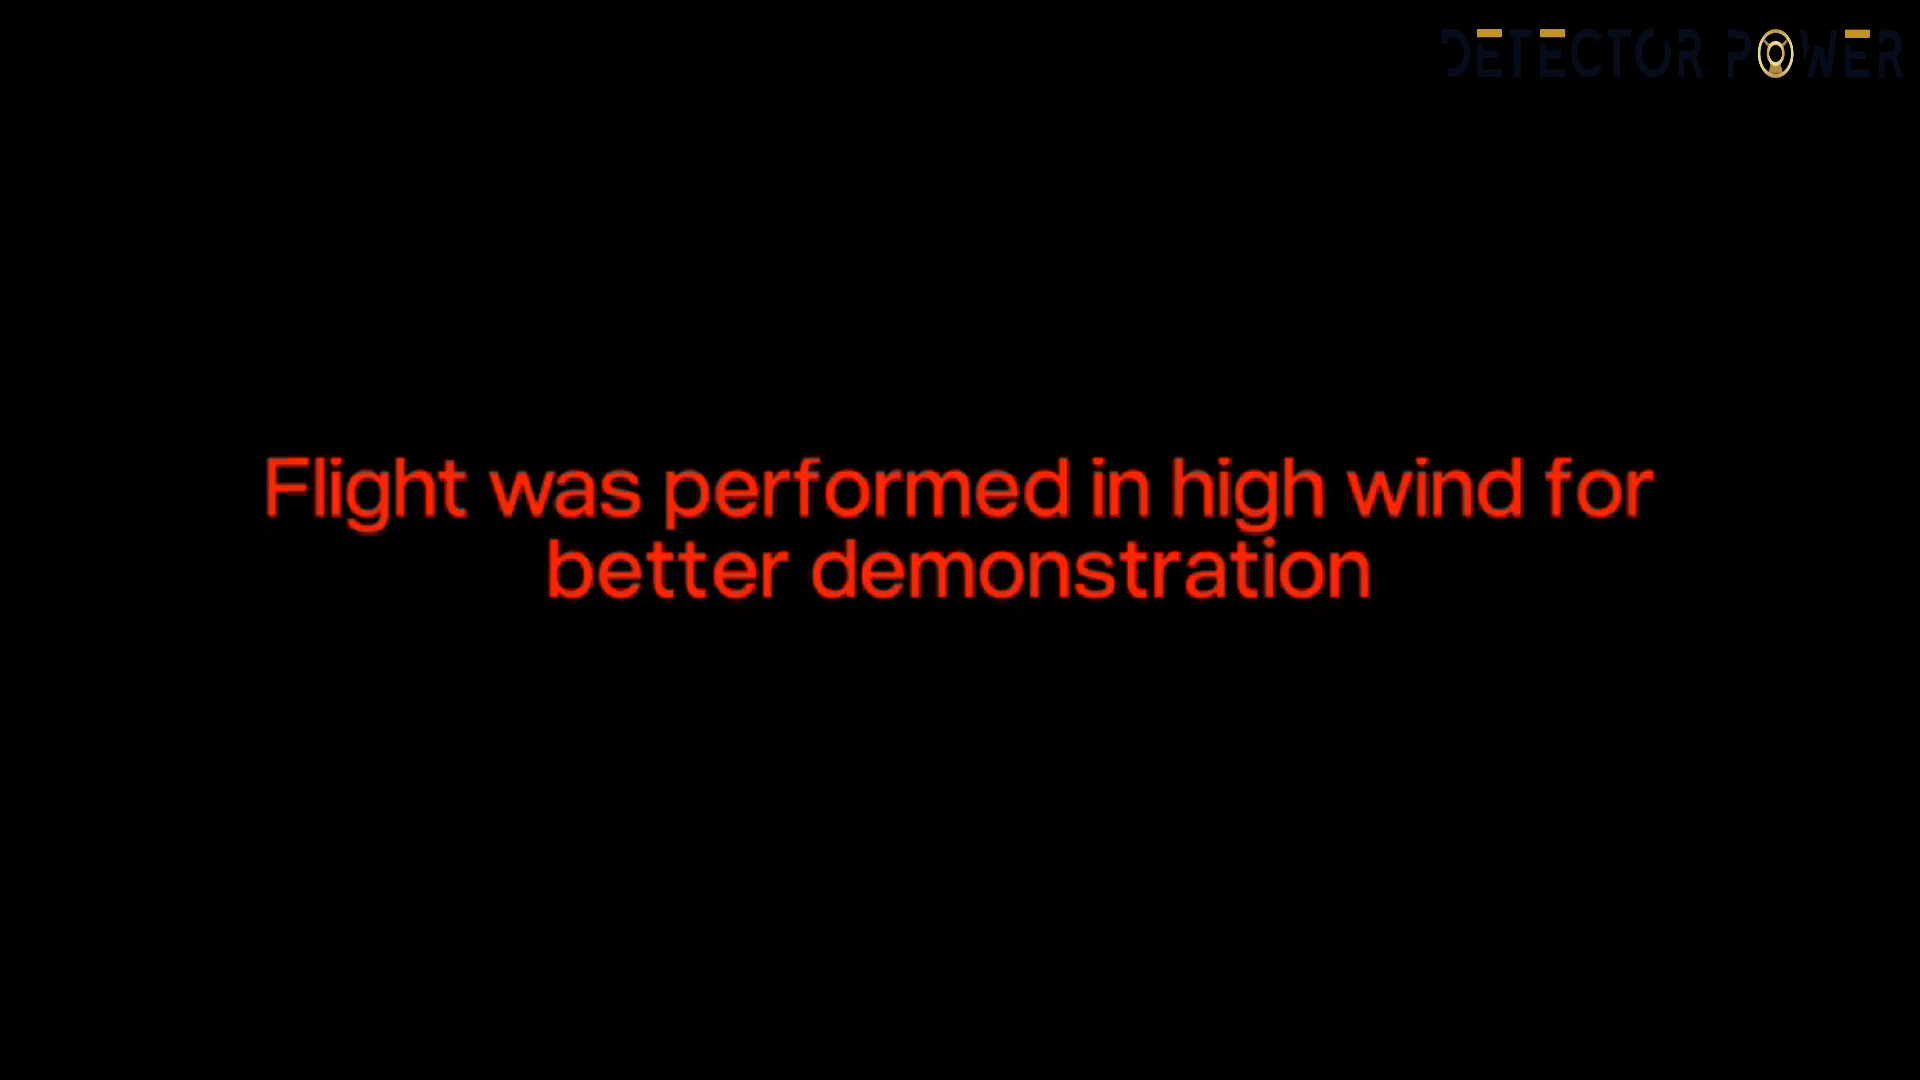 DETECTOR POWER
Flight was performed in high wind for
better demonstration